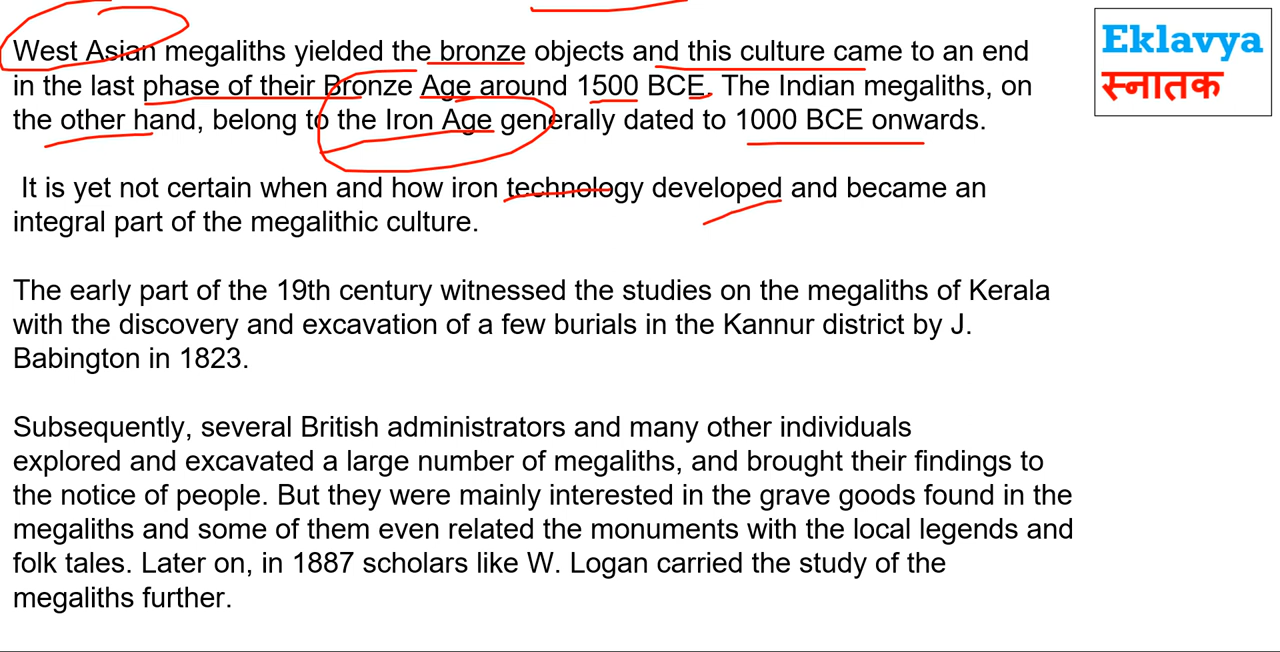 West Asian megaliths yielded the bronze objects and this culture came to an end
in the last phase of their Bronze Age around 1500 BCE. The Indian megaliths, on
the other hand, belong to the Iron Age generally dated to 1000 BCE onwards.
It is yet not certain when and how iron technology developed and became an
integral part of the megalithic culture.
The early part of the 19th century witnessed the studies on the megaliths of Kerala
with the discovery and excavation of a few burials in the Kannur district by J.
Babington in 1823.
Subsequently, several British administrators and many other individuals
explored and excavated a large number of megaliths, and brought their findings to
the notice of people. But they were mainly interested in the grave goods found in the
megaliths and some of them even related the monuments with the local legends and
folk tales. Later on, in 1887 scholars like W. Logan carried the study of the
megaliths further.
Eklavya
स्नातक